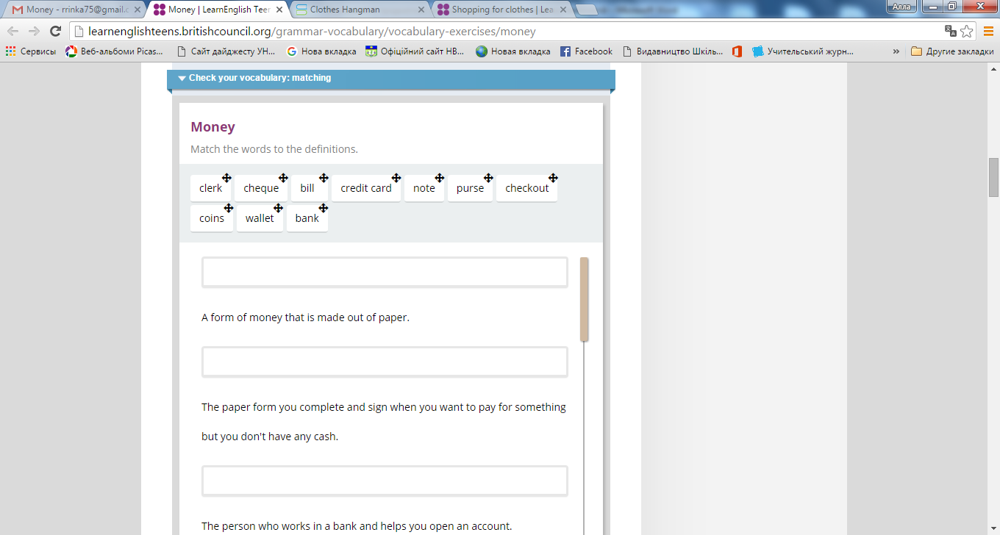 Money - rrinka75@gmail.c
Money | LearnEnglish Teen
Clothes Hangman
Shopping for clothes | Lea
Алла
learnenglishteens.britishcouncil.org/grammar-vocabulary/vocabulary-exercises/money
Сервисы
Веб-альбоми Picas...
Сайт дайджесту УН...
Нова вкладка
Офіційний сайт НВ...
Новая вкладка
Facebook
Видавництво Шкіль...
Учительський журн...
»
Другие закладки
Check your vocabulary: matching
Money
Match the words to the definitions.
clerk cheque bill credit card note purse checkout
coins wallet bank
A form of money that is made out of paper.
The paper form you complete and sign when you want to pay for something
but you don't have any cash.
The person who works in a bank and helps you open an account.